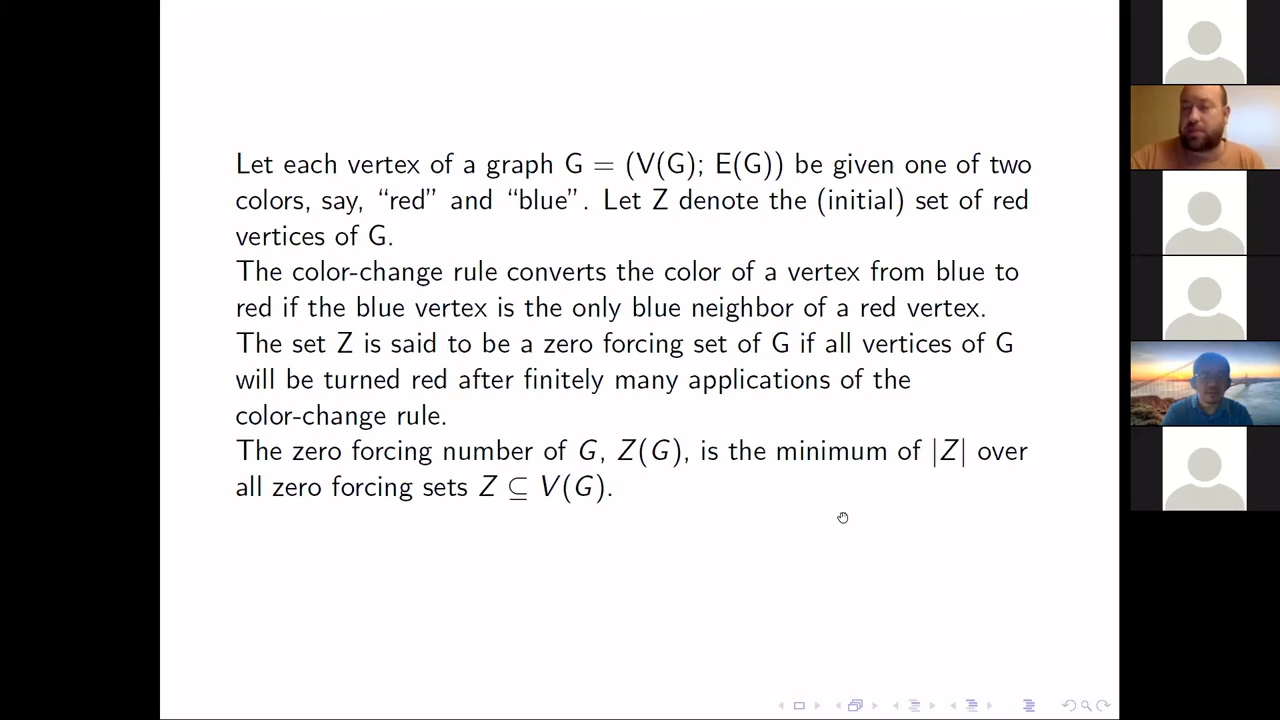 Let each vertex of a graph G = (V(G); E(G)) be given one of two
colors, say, “red” and “blue”. Let Z denote the (initial) set of red
vertices of G.
The color-change rule converts the color of a vertex from blue to
red if the blue vertex is the only blue neighbor of a red vertex.
The set Z is said to be a zero forcing set of G if all vertices of G
will be turned red after finitely many applications of the
color-change rule.
The zero forcing number of G, Z(G), is the minimum of |Z| over
all zero forcing sets Z ⊆ V(G).